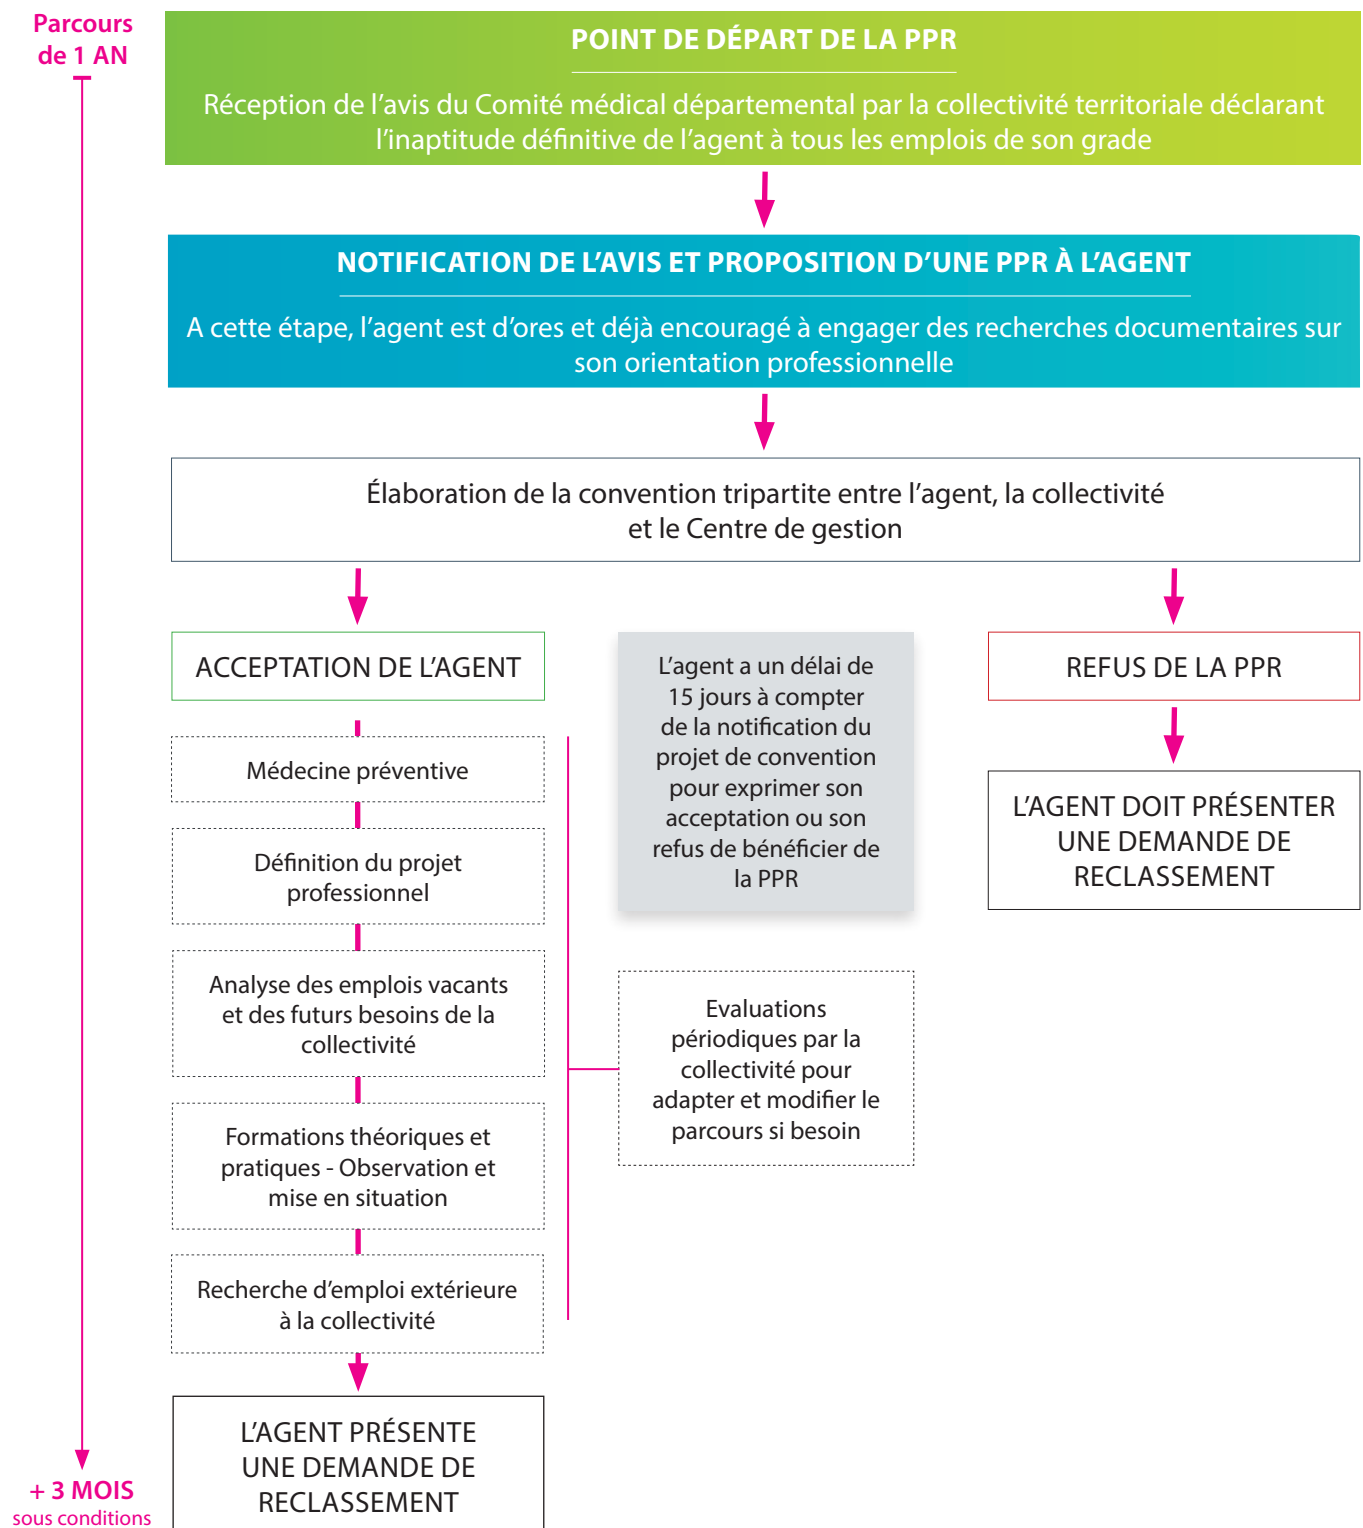 Parcours
de 1 AN
POINT DE DÉPART DE LA PPR
Réception de l’avis du Comité médical départemental par la collectivité territoriale déclarant
l’inaptitude définitive de l’agent à tous les emplois de son grade
NOTIFICATION DE L’AVIS ET PROPOSITION D’UNE PPR À L’AGENT
A cette étape, l’agent est d’ores et déjà encouragé à engager des recherches documentaires sur
son orientation professionnelle
Élaboration de la convention tripartite entre l’agent, la collectivité
et le Centre de gestion
ACCEPTATION DE L’AGENT
Médecine préventive
Définition du projet
professionnel
Analyse des emplois vacants
et des futurs besoins de la
collectivité
Formations théoriques et
pratiques - Observation et
mise en situation
Recherche d’emploi extérieure
à la collectivité
L’AGENT PRÉSENTE
UNE DEMANDE DE
RECLASSEMENT
L’agent a un délai de
15 jours à compter
de la notification du
projet de convention
pour exprimer son
acceptation ou son
refus de bénéficier de
la PPR
Evaluations
périodiques par la
collectivité pour
adapter et modifier le
parcours si besoin
REFUS DE LA PPR
L’AGENT DOIT PRÉSENTER
UNE DEMANDE DE
RECLASSEMENT
+ 3 MOIS
sous conditions